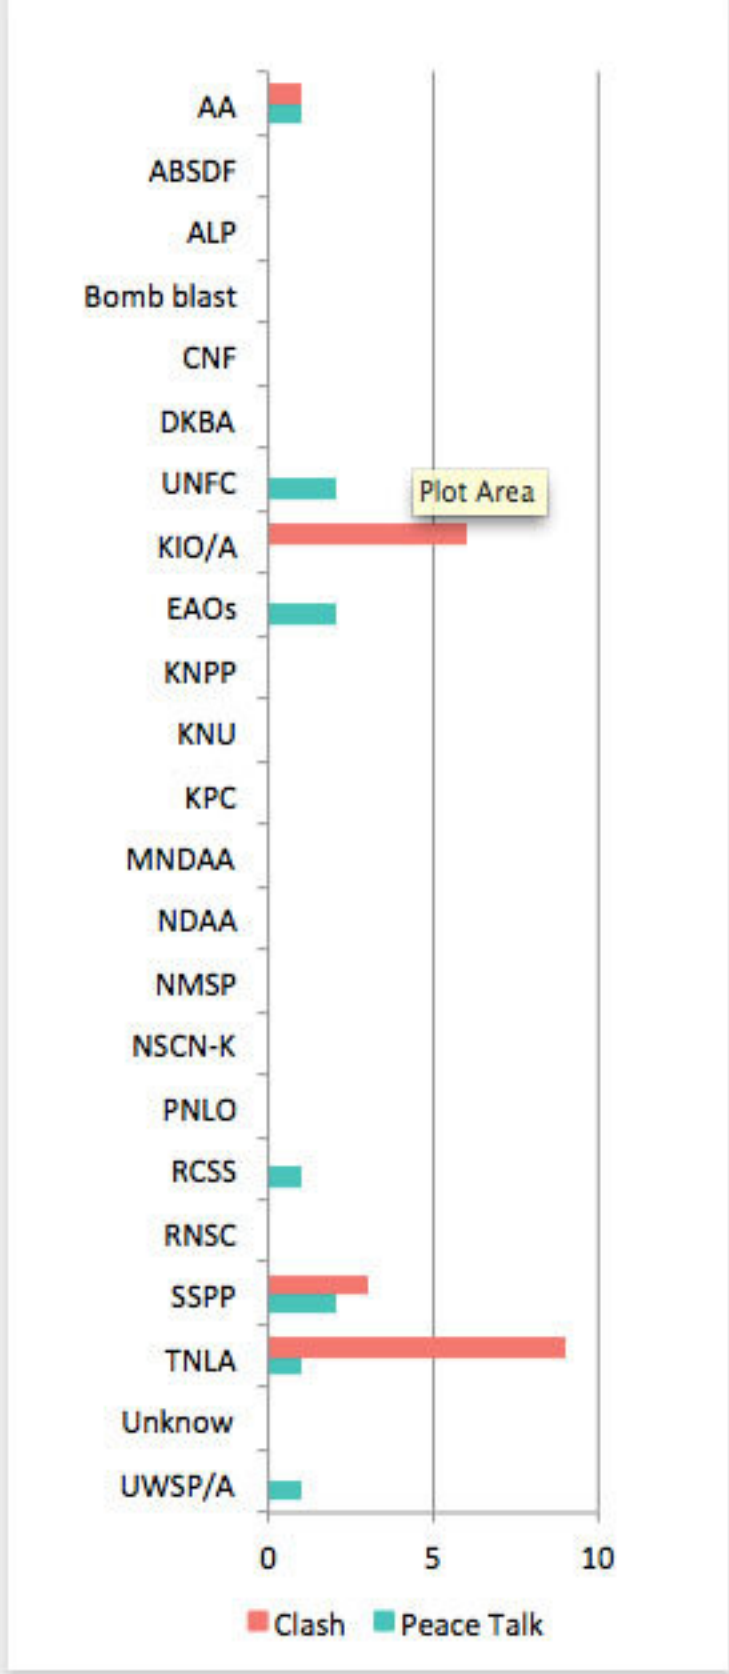 AA
ABSDF
ALP
Bomb blast
CNF
DKBA
UNFC
Plot Area
KIO/A
EAOs
KNPP
KNU
KPC
MNDAA
NDAA
NMSP
NSCN-K
PNLO
RCSS
RNSC
SSPP
TNLA
Unknow
UWSP/A
0 5 10
Clash Peace Talk